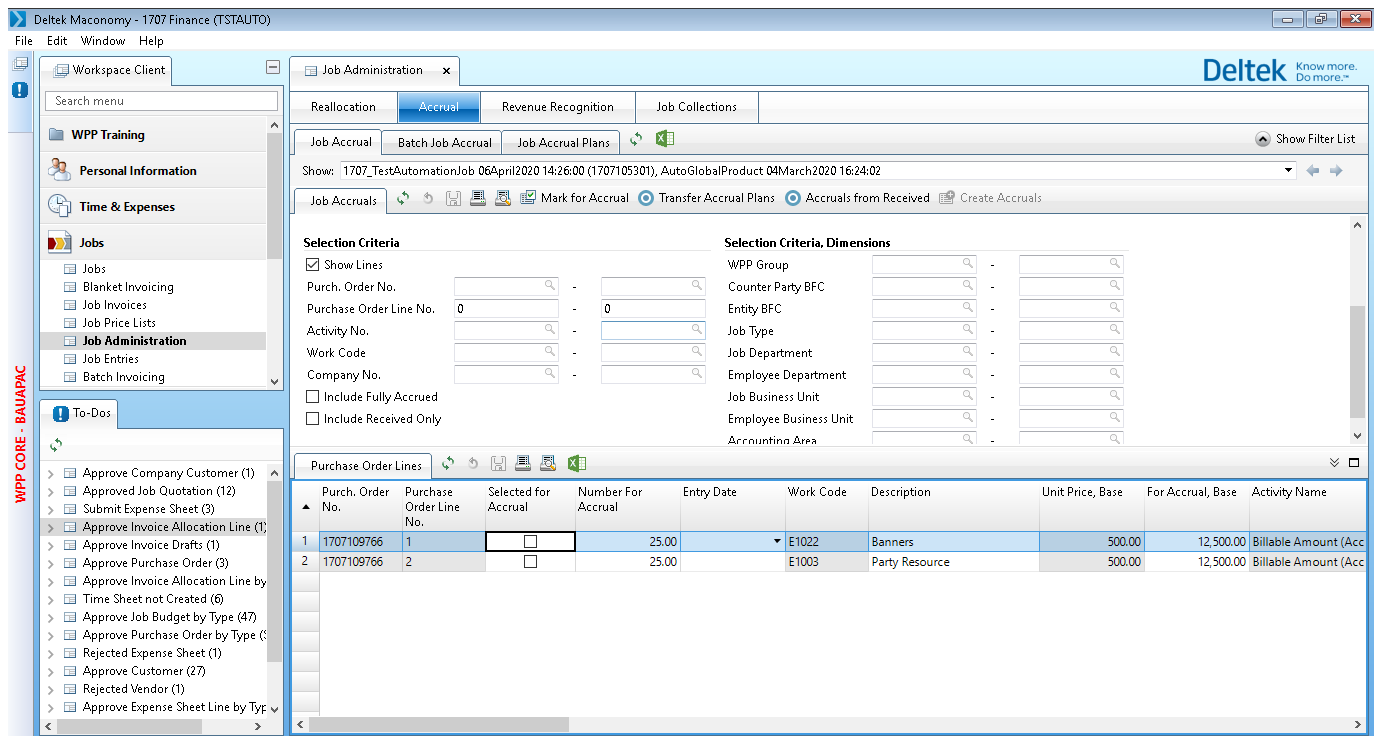 Deltek Maconomy - 1707 Finance (TSTAUTO)
File Edit Window Help
WPP CORE - BAUAPAC
Workspace Client
Search menu
WPP Training
Personal Information
Time & Expenses
Jobs
Jobs
Blanket Invoicing
Job Invoices
Job Price Lists
Job Administration
Job Entries
Batch Invoicing
To-Dos
Approve Company Customer (1)
Approved Job Quotation (12)
Submit Expense Sheet (3)
Approve Invoice Allocation Line (1)
Approve Invoice Drafts (1)
Approve Purchase Order (3)
Approve Invoice Allocation Line by
Time Sheet not Created (6)
Approve Job Budget by Type (47)
Approve Purchase Order by Type
Rejected Expense Sheet (1)
Approve Customer (27)
Rejected Vendor (1)
Approve Expense Sheet Line by Typ
Job Administration
Deltek Know more. Do more.™
Reallocation Accrual Revenue Recognition Job Collections
Job Accrual Batch Job Accrual Job Accrual Plans Show Filter List
Show: 1707_TestAutomationJob 06April2020 14:26:00 (1707105301), AutoGlobalProduct 04March2020 16:24:02
Job Accruals Mark for Accrual Transfer Accrual Plans Accruals from Received Create Accruals
Selection Criteria
Show Lines
Purch. Order No. -
Purchase Order Line No. 0 - 0
Activity No. -
Work Code -
Company No. -
Include Fully Accrued
Include Received Only
Selection Criteria, Dimensions
WPP Group -
Counter Party BFC -
Entity BFC -
Job Type -
Job Department -
Employee Department -
Job Business Unit -
Employee Business Unit -
Accounting Area -
Purchase Order Lines
Purch. Order No. Purchase Order Line No. Selected for Accrual Number For Accrual Entry Date Work Code Description Unit Price, Base For Accrual, Base Activity Name
1 1707109766 1 25.00 E1022 Banners 500.00 12,500.00 Billable Amount (Acc
2 1707109766 2 25.00 E1003 Party Resource 500.00 12,500.00 Billable Amount (Acc